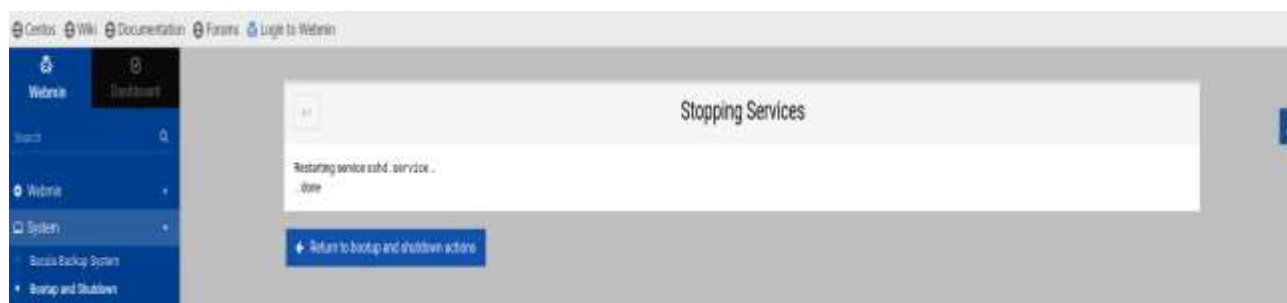 Centos Wiki Documentation Forums Login to Webmin
Webmin Dashboard
Stopping Services
Search
Restarting service sshd.service .
.. done
Webmin
System
Return to bootup and shutdown actions
Bacula Backup System
Bootup and Shutdown